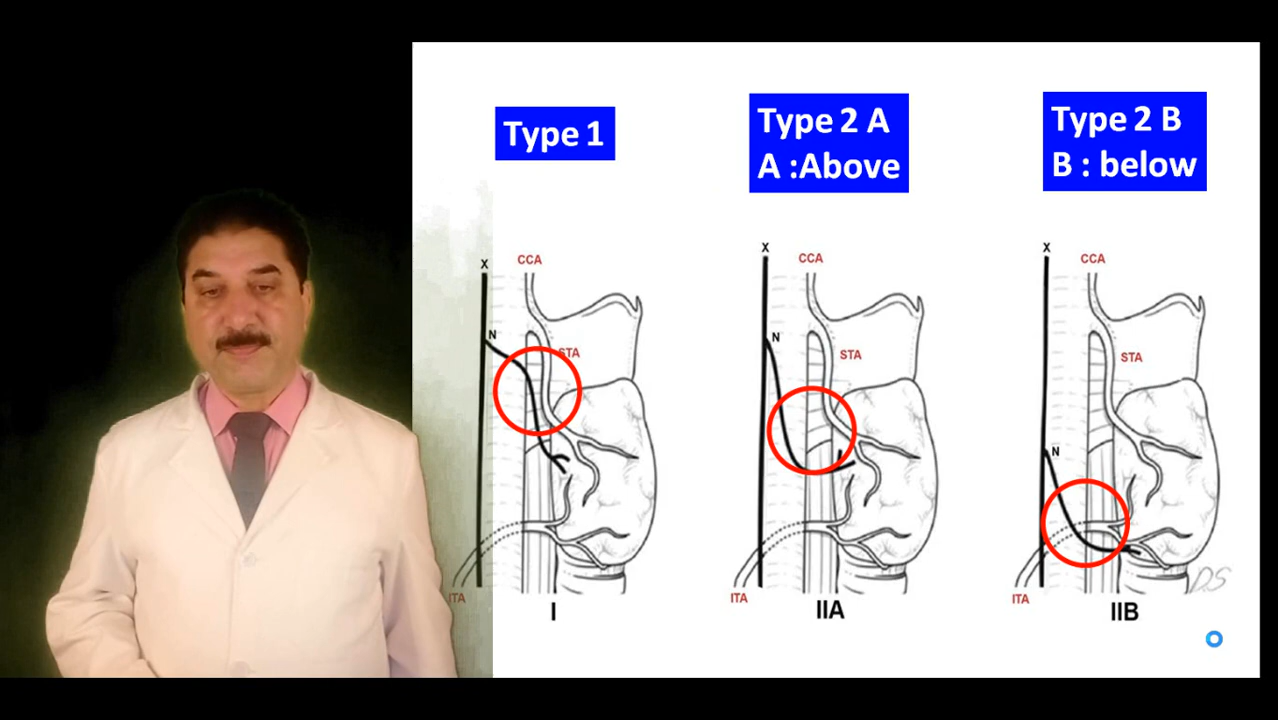 Type 1
Type 2 A
A :Above
Type 2 B
B : below
X
CCA
N
STA
ITA
I
X
CCA
N
STA
ITA
IIA
X
CCA
STA
N
ITA
D.S
IIB